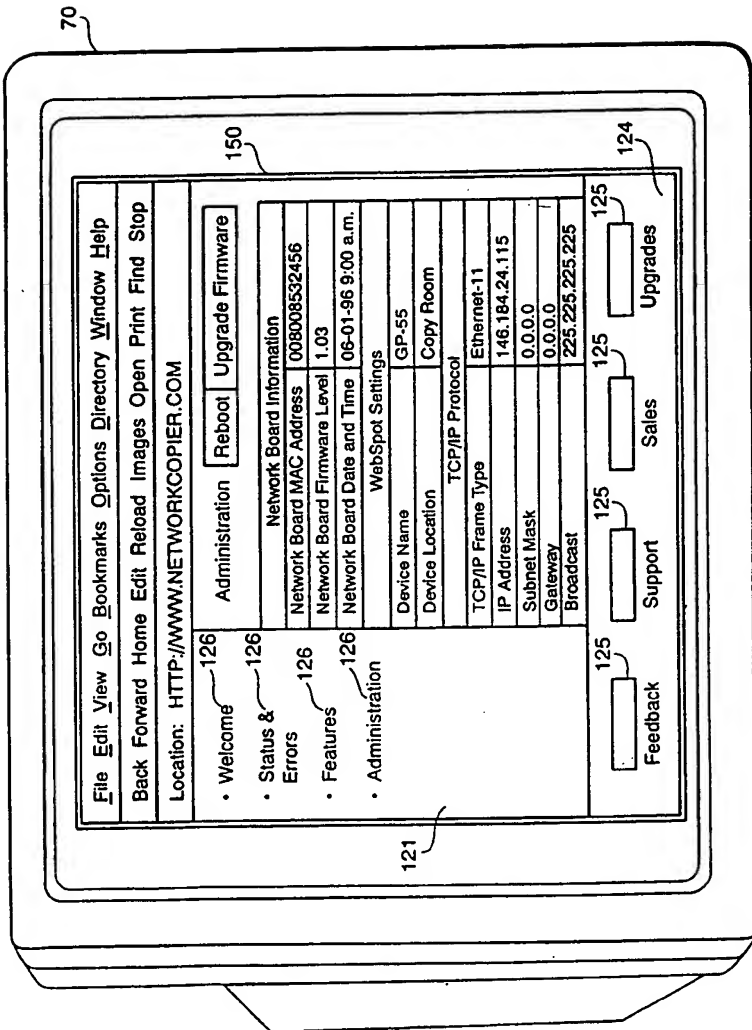 70
File Edit View Go Bookmarks Options Directory Window Help
Back Forward Home Edit Reload Images Open Print Find Stop
Location: HTTP://WWW.NETWORKCOPIER.COM
150
• Welcome 126
• Status & Errors 126
• Features 126
• Administration 126
121
Administration Reboot Upgrade Firmware
Network Board Information
Network Board MAC Address 008008532456
Network Board Firmware Level 1.03
Network Board Date and Time 06-01-96 9:00 a.m.
WebSpot Settings
Device Name GP-55
Device Location Copy Room
TCP/IP Protocol
TCP/IP Frame Type Ethernet-11
IP Address 146.184.24.115
Subnet Mask 0.0.0.0
Gateway 0.0.0.0
Broadcast 225.225.225.225
125 125 125 125
Feedback Support Sales Upgrades
124